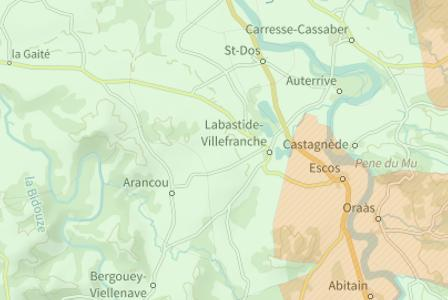 Carresse-Cassaber
la Gaité
St-Dos
Auterrive
Labastide-
Villefranche
Castagnède
Pene du Mu
Escos
Arancou
la Bidouze
Oraàs
Bergouey-
Viellenave
Abitain